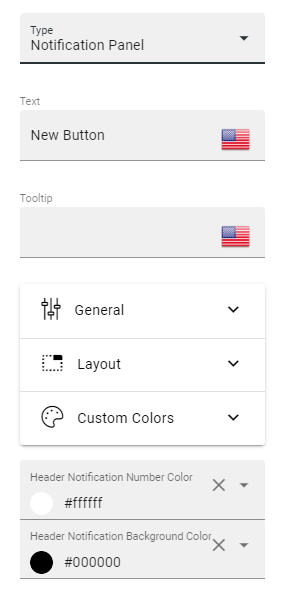 Type
Notification Panel
Text
New Button
Tooltip
General
Layout
Custom Colors
Header Notification Number Color
#ffffff
Header Notification Background Color
#000000